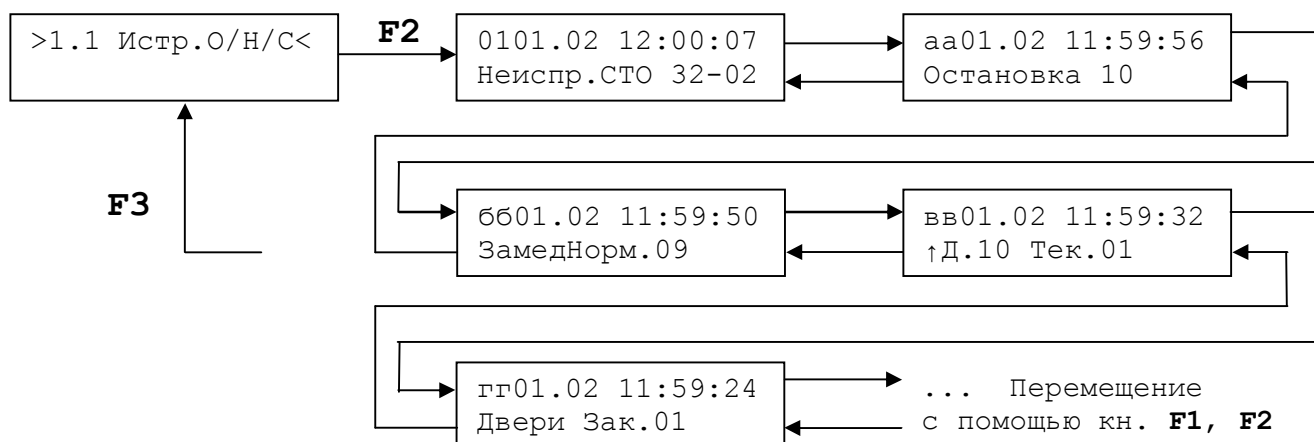 >1.1 Истр.О/Н/С<
F2
0101.02 12:00:07
Неиспр.СТО 32-02
аа01.02 11:59:56
Остановка 10
F3
бб01.02 11:59:50
ЗамедНорм.09
вв01.02 11:59:32
↑Д.10 Тек.01
гг01.02 11:59:24
Двери Зак.01
... Перемещение
с помощью кн. F1, F2